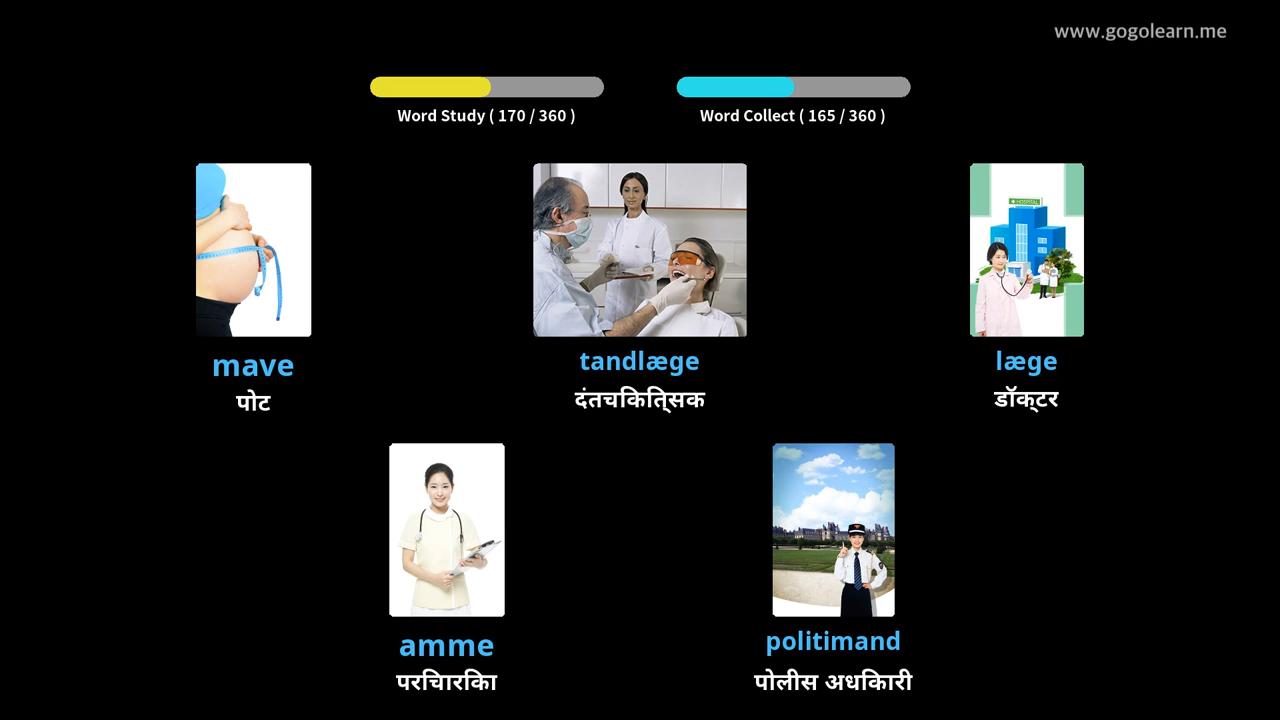 www.gogolearn.me
Word Study ( 170 / 360 )
Word Collect ( 165 / 360 )
HOSPITAL
mave
पोट
tandlæge
दंतचिकित्सक
læge
डॉक्टर
amme
परिचारिका
politimand
पोलीस अधिकारी